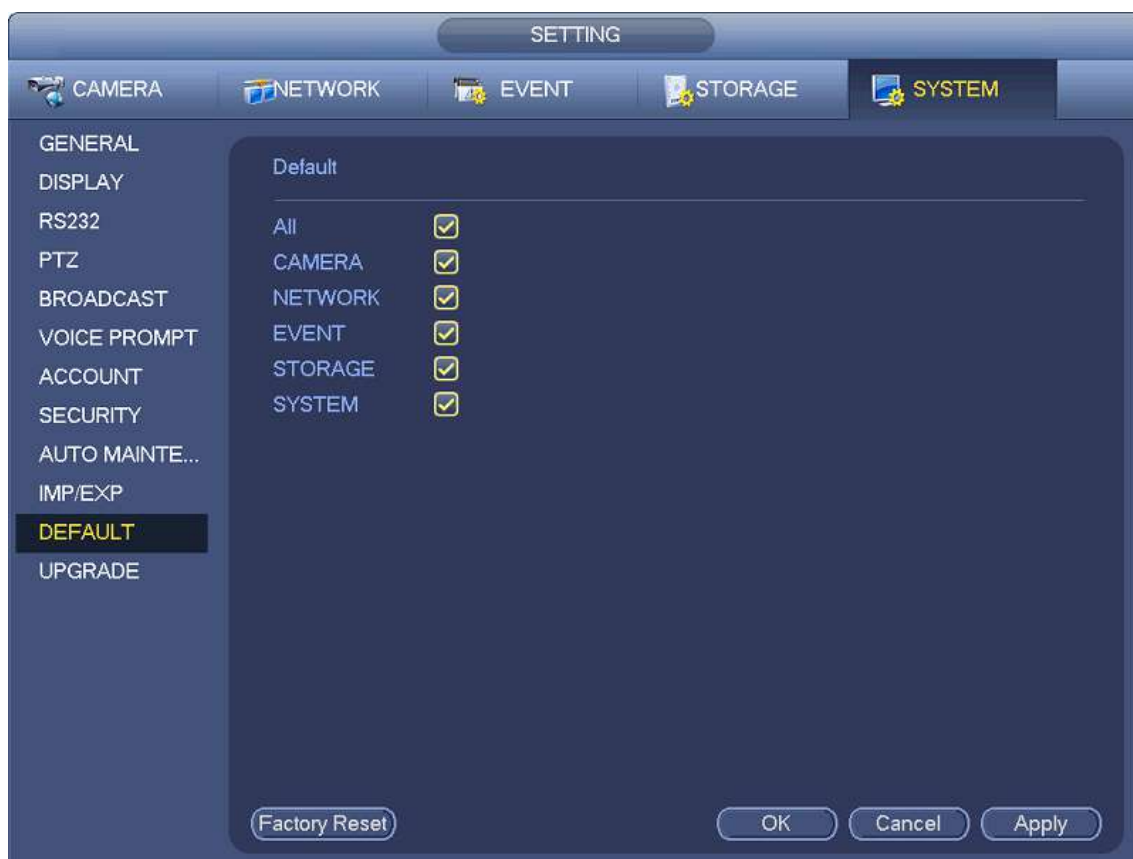 SETTING
CAMERA NETWORK EVENT STORAGE SYSTEM
GENERAL
DISPLAY
RS232
PTZ
BROADCAST
VOICE PROMPT
ACCOUNT
SECURITY
AUTO MAINTE...
IMP/EXP
DEFAULT
UPGRADE
Default
All
CAMERA
NETWORK
EVENT
STORAGE
SYSTEM
Factory Reset OK Cancel Apply